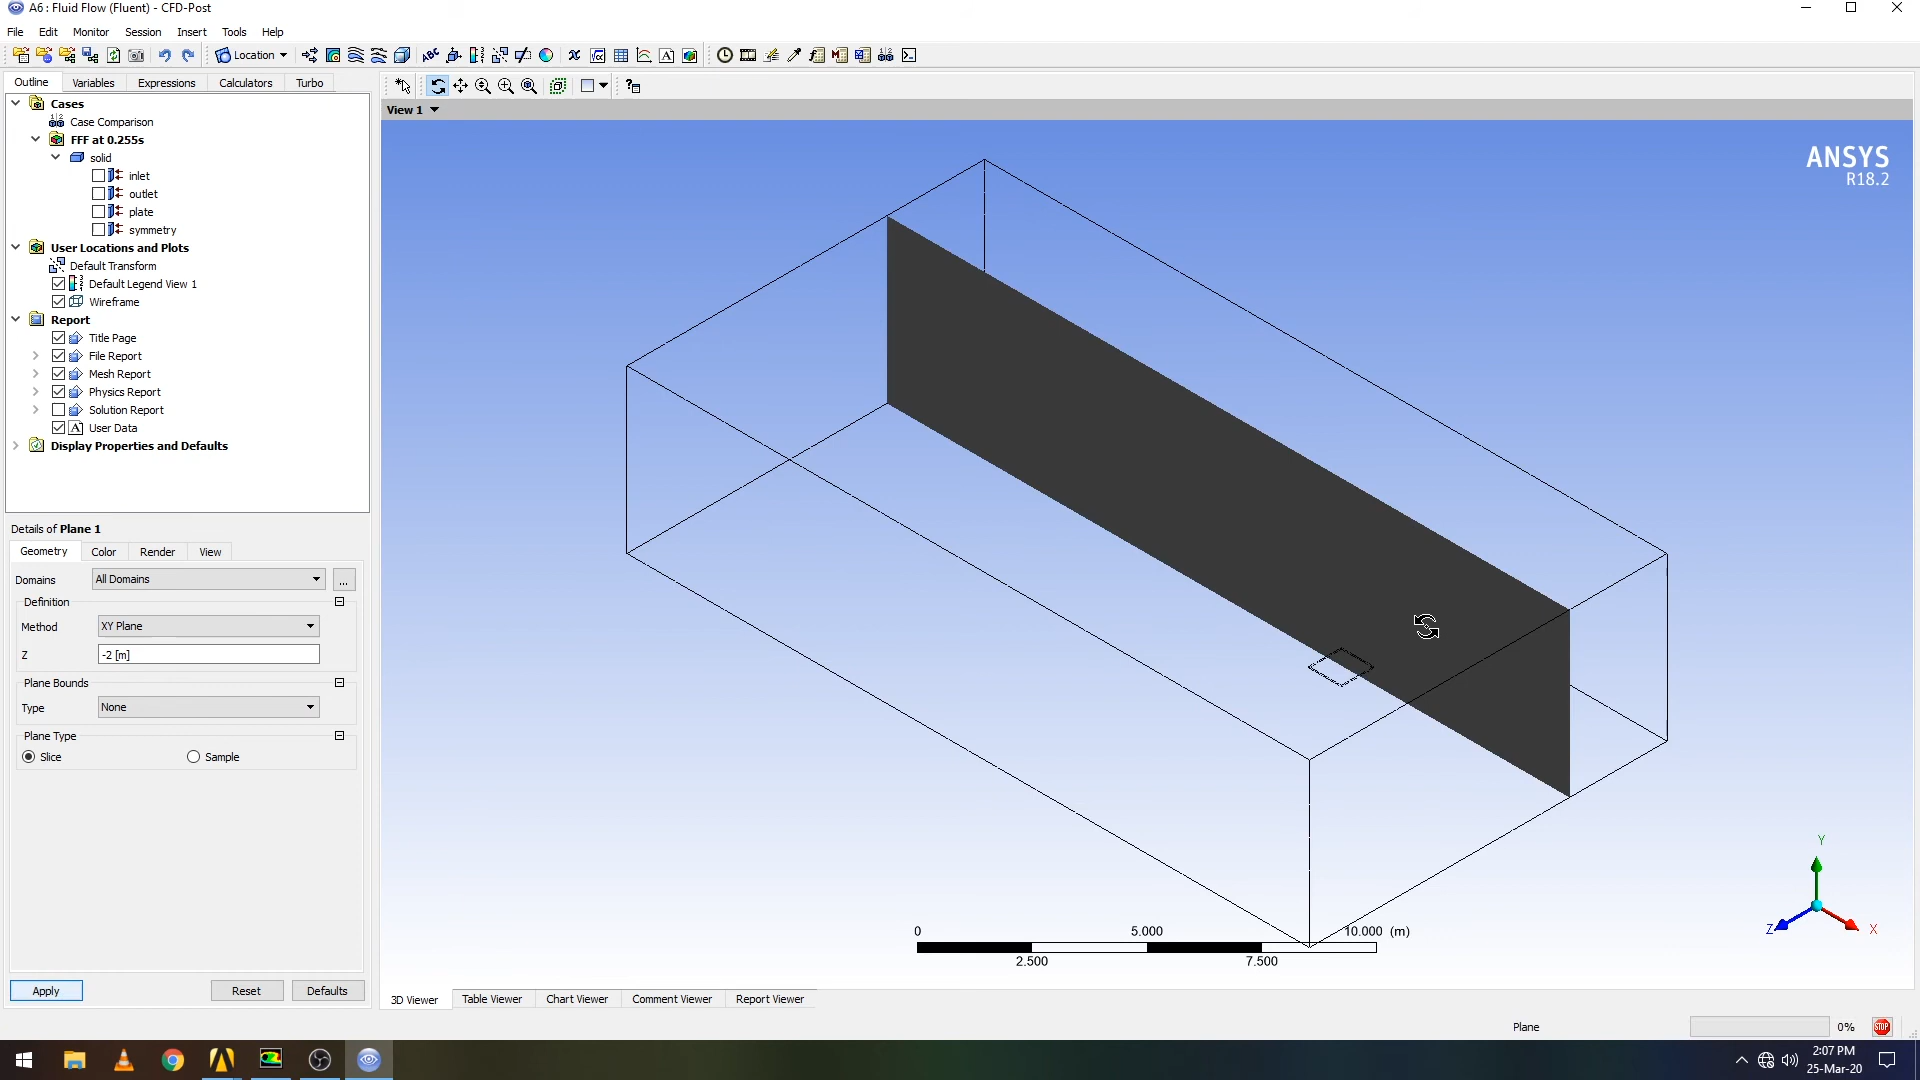 A6 : Fluid Flow (Fluent) - CFD-Post
File Edit Monitor Session Insert Tools Help
Location
Outline Variables Expressions Calculators Turbo
View 1
Cases
Case Comparison
FFF at 0.255s
solid
inlet
outlet
plate
symmetry
User Locations and Plots
Default Transform
Default Legend View 1
Wireframe
Report
Title Page
File Report
Mesh Report
Physics Report
Solution Report
A User Data
Display Properties and Defaults
ANSYS
R18.2
Details of Plane 1
Geometry Color Render View
Domains All Domains ...
Definition
Method XY Plane
Z -2 [m]
Plane Bounds
Type None
Plane Type
Slice Sample
Apply Reset Defaults
Y
Z X
0 5.000 10.000 (m)
2.500 7.500
3D Viewer Table Viewer Chart Viewer Comment Viewer Report Viewer
Plane 0% STOP
2:07 PM
25-Mar-20